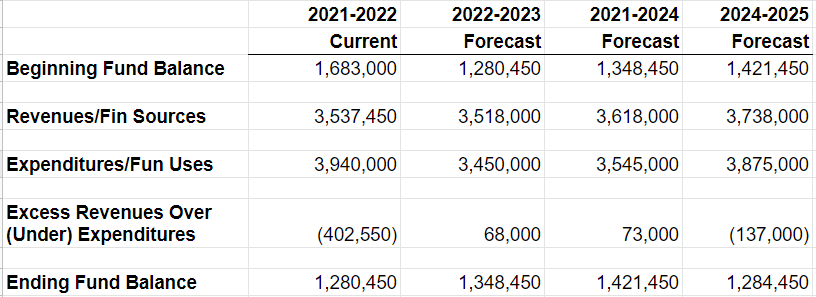 2021-2022 2022-2023 2021-2024 2024-2025
Current Forecast Forecast Forecast
Beginning Fund Balance 1,683,000 1,280,450 1,348,450 1,421,450
Revenues/Fin Sources 3,537,450 3,518,000 3,618,000 3,738,000
Expenditures/Fun Uses 3,940,000 3,450,000 3,545,000 3,875,000
Excess Revenues Over
(Under) Expenditures (402,550) 68,000 73,000 (137,000)
Ending Fund Balance 1,280,450 1,348,450 1,421,450 1,284,450